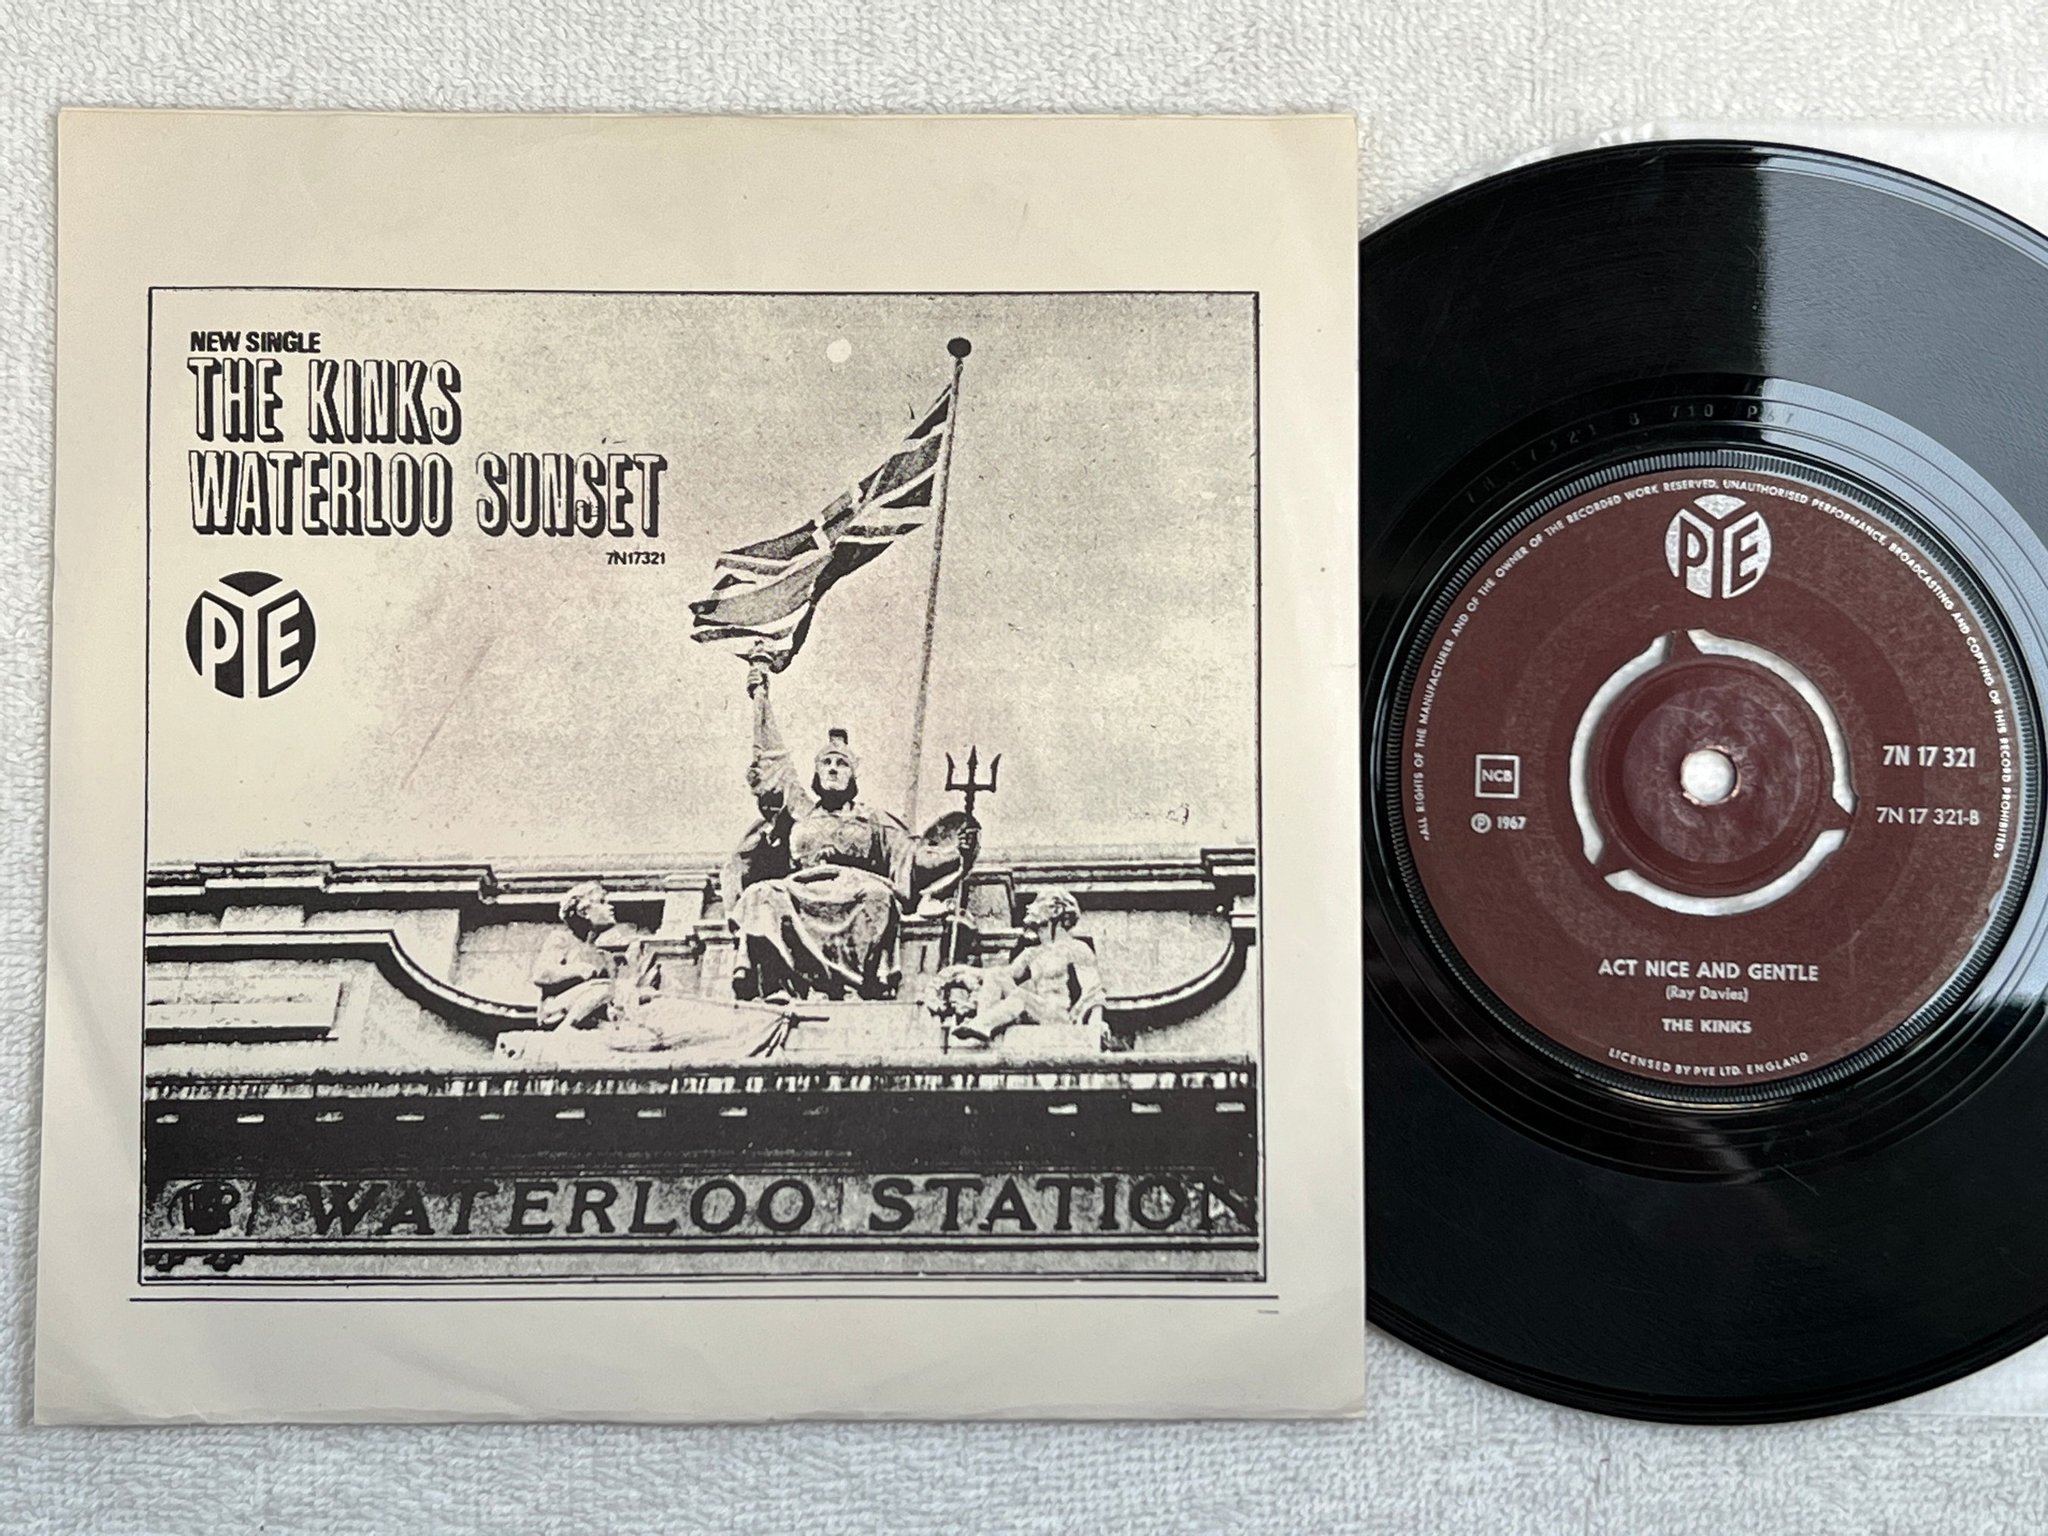 NEW SINGLE
THE KINKS
WATERLOO SUNSET
7N17321
PYE
WATERLOO STATION
ALL RIGHTS OF THE MANUFACTURER AND OF THE OWNER OF THE RECORDED WORK RESERVED. UNAUTHORISED PERFORMANCE, BROADCASTING AND COPYING OF THIS RECORD PROHIBITED
PYE
NCB
℗ 1967
7N 17 321
7N 17 321-B
ACT NICE AND GENTLE
(Ray Davies)
THE KINKS
LICENSED BY PYE LTD. ENGLAND